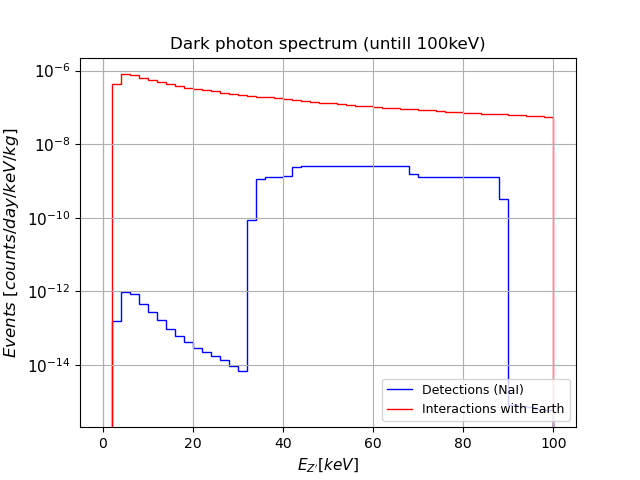 Dark photon spectrum (untill 100keV)
Events [counts/day/keV/kg]
10⁻⁶
10⁻⁸
10⁻¹⁰
10⁻¹²
10⁻¹⁴
Detections (NaI)
Interactions with Earth
0 20 40 60 80 100
E_Z'[keV]